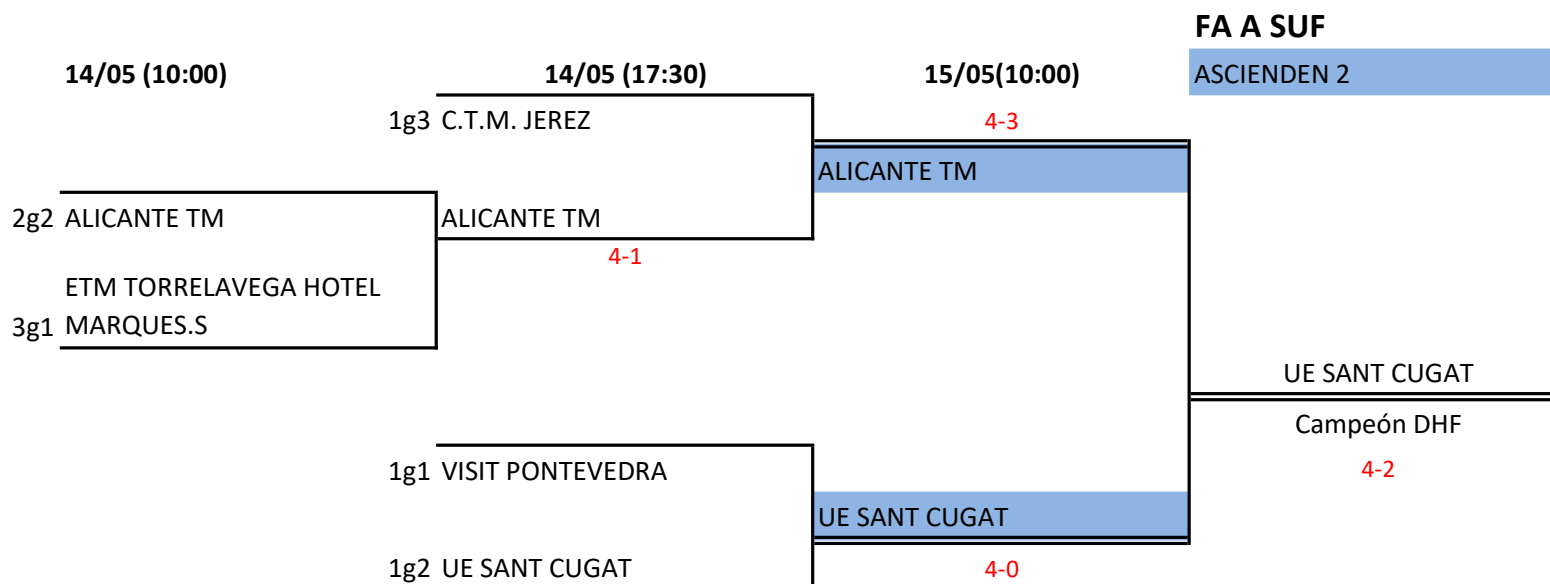 FA A SUF
14/05 (10:00) 14/05 (17:30) 15/05(10:00) ASCIENDEN 2
1g3 C.T.M. JEREZ 4-3
ALICANTE TM
2g2 ALICANTE TM ALICANTE TM
4-1
ETM TORRELAVEGA HOTEL
3g1 MARQUES.S
UE SANT CUGAT
Campeón DHF
1g1 VISIT PONTEVEDRA 4-2
UE SANT CUGAT
1g2 UE SANT CUGAT 4-0